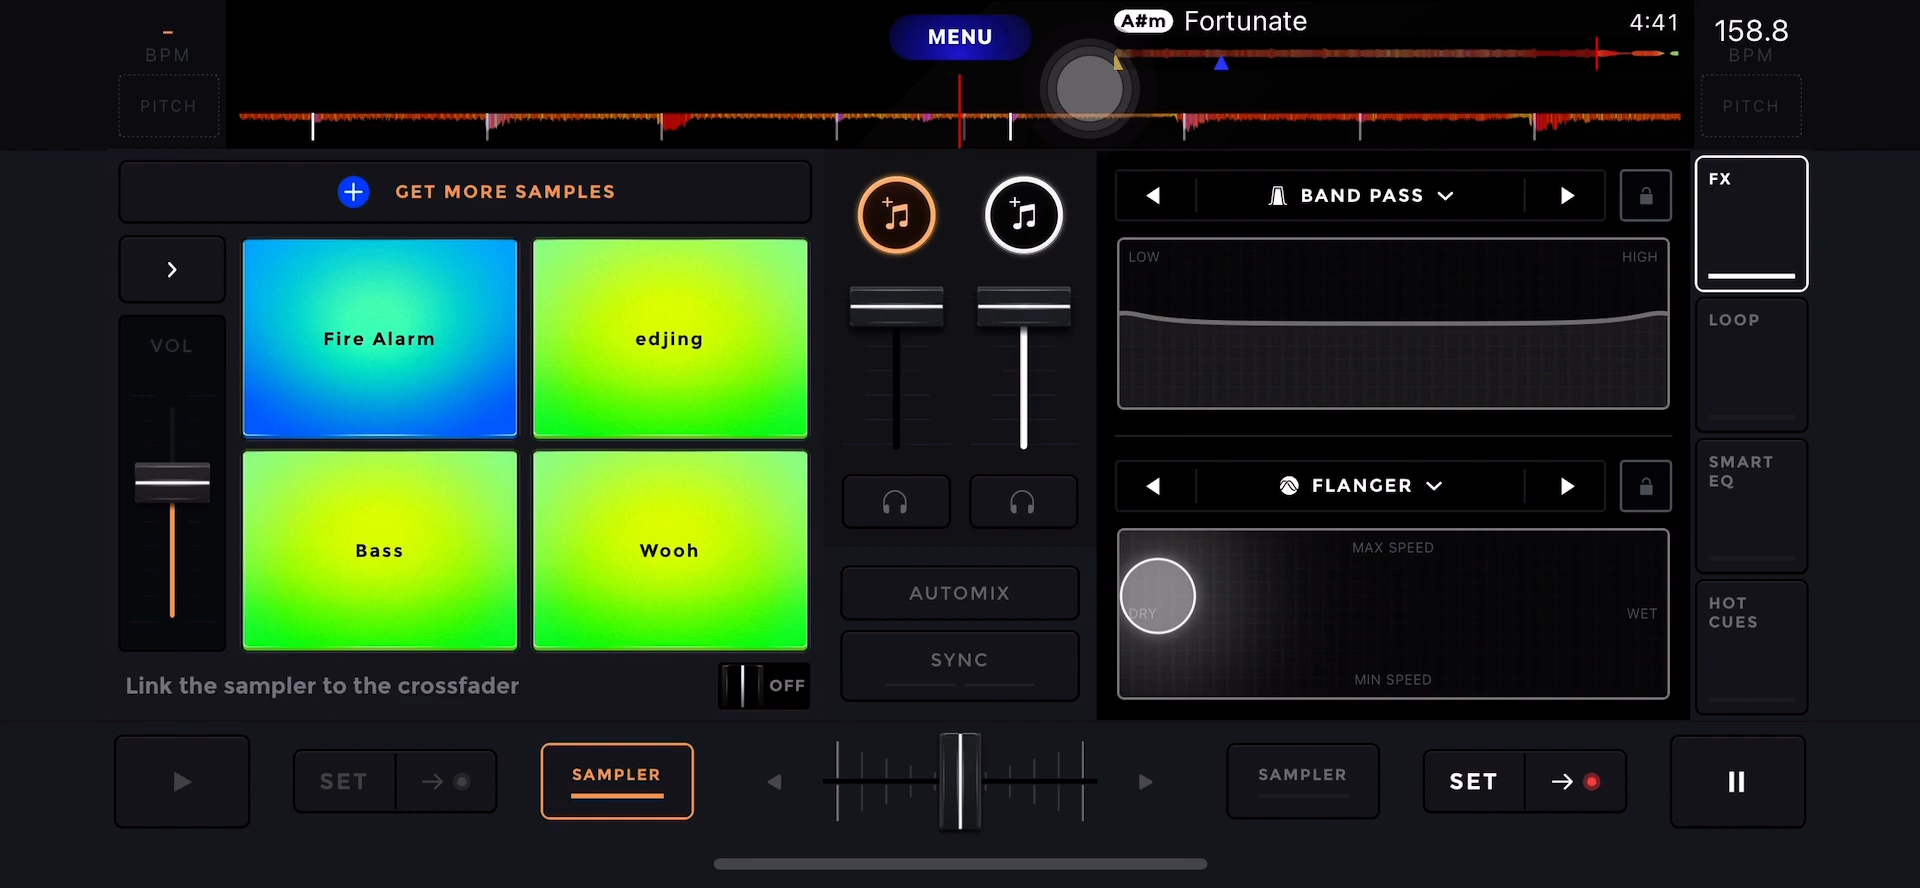 -
BPM
PITCH
MENU
A#m Fortunate 4:41
158.8
BPM
PITCH
GET MORE SAMPLES
VOL
Fire Alarm
edjing
Bass
Wooh
Link the sampler to the crossfader
OFF
AUTOMIX
SYNC
BAND PASS
LOW HIGH
FLANGER
MAX SPEED
DRY WET
MIN SPEED
FX
LOOP
SMART
EQ
HOT
CUES
SET
SAMPLER
SAMPLER
SET